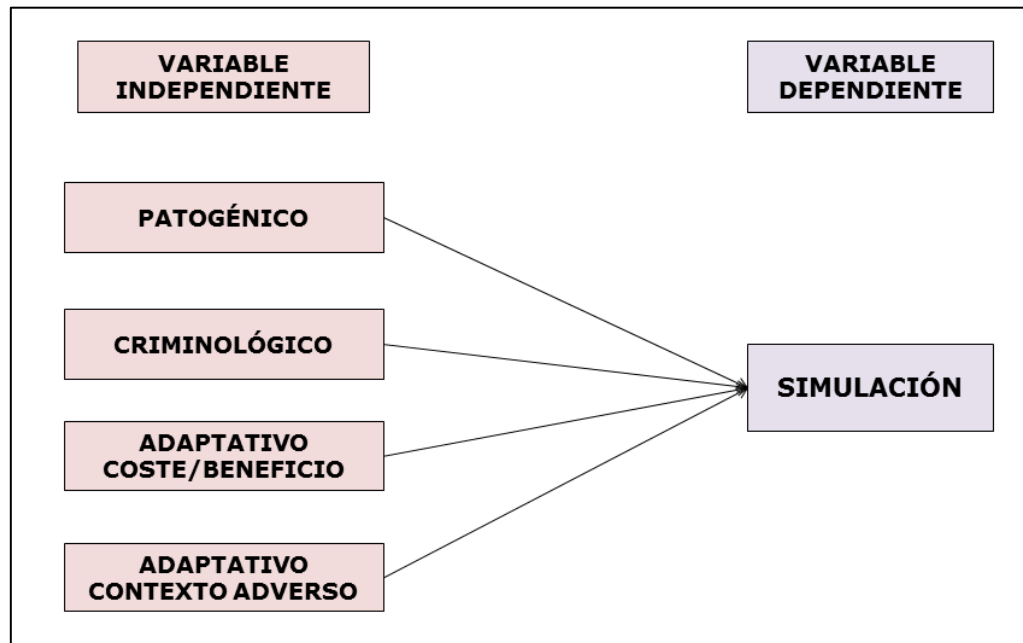 VARIABLE
INDEPENDIENTE
VARIABLE
DEPENDIENTE
PATOGÉNICO
CRIMINOLÓGICO
ADAPTATIVO
COSTE/BENEFICIO
ADAPTATIVO
CONTEXTO ADVERSO
SIMULACIÓN